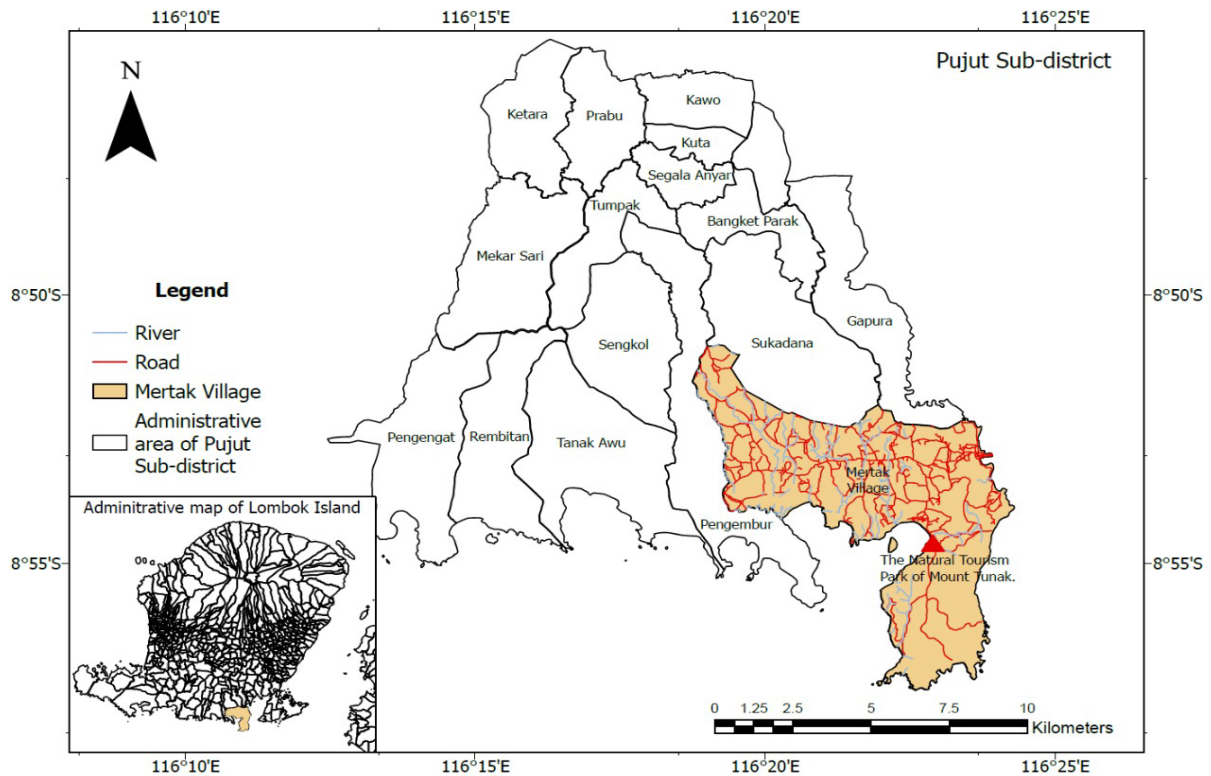 116°10'E 116°15'E 116°20'E 116°25'E
Pujut Sub-district
N
Ketara
Prabu
Kawo
Kuta
Segala Anyar
Tumpak
Bangket Parak
Mekar Sari
8°50'S
8°50'S
Gapura
Sengkol
Sukadana
Legend
River
Road
Mertak Village
Administrative
area of Pujut
Sub-district
Pengengat
Rembitan
Tanak Awu
Mertak
Village
Pengembur
8°55'S
8°55'S
The Natural Tourism
Park of Mount Tunak.
Adminitrative map of Lombok Island
0 1.25 2.5 5 7.5 10
Kilometers
116°10'E 116°15'E 116°20'E 116°25'E